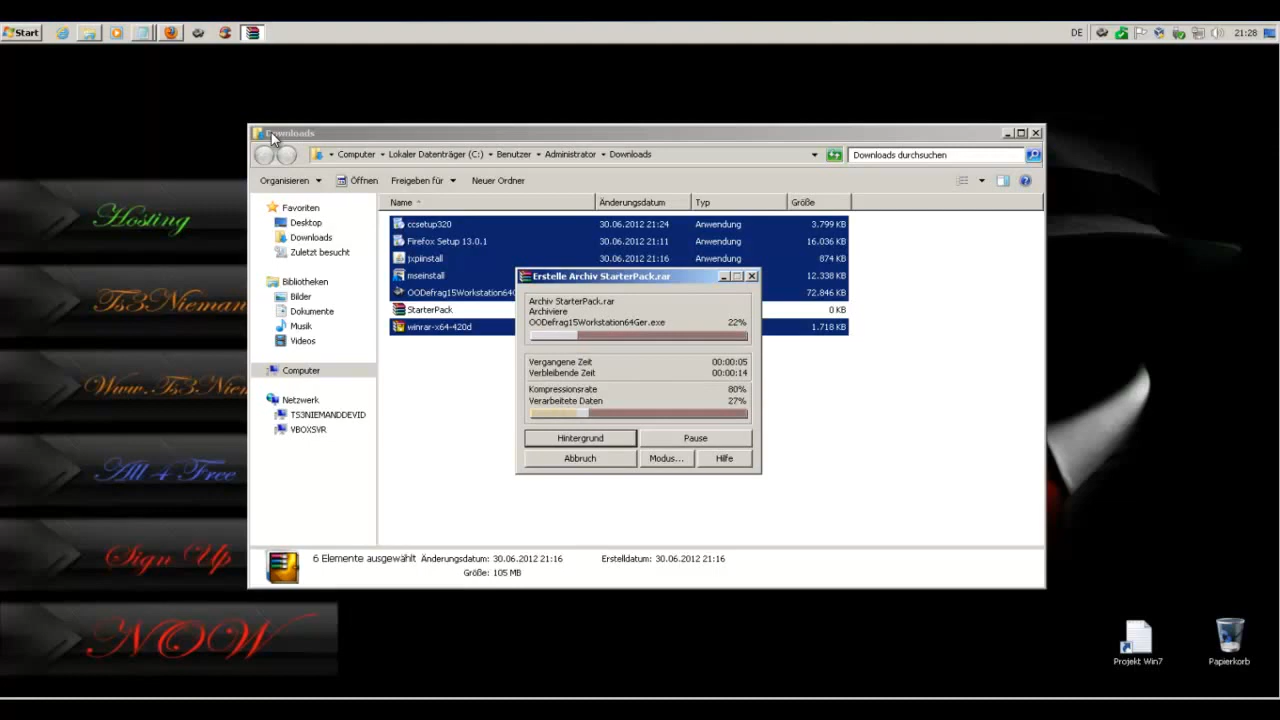 Start
DE
21:28
Downloads
Computer Lokaler Datenträger (C:) Benutzer Administrator Downloads
Downloads durchsuchen
Organisieren Öffnen Freigeben für Neuer Ordner
Favoriten
Desktop
Downloads
Zuletzt besucht
Bibliotheken
Bilder
Dokumente
Musik
Videos
Computer
Netzwerk
TS3NIEMANDDEVID
VBOXSVR
Name Änderungsdatum Typ Größe
ccsetup320 30.06.2012 21:24 Anwendung 3.799 KB
Firefox Setup 13.0.1 30.06.2012 21:11 Anwendung 16.036 KB
jxpiinstall 30.06.2012 21:16 Anwendung 874 KB
mseinstall 12.338 KB
OODefrag15Workstation64G 72.846 KB
StarterPack 0 KB
winrar-x64-420d 1.718 KB
Erstelle Archiv StarterPack.rar
Archiv StarterPack.rar
Archiviere
OODefrag15Workstation64Ger.exe 22%
Vergangene Zeit 00:00:05
Verbleibende Zeit 00:00:14
Kompressionsrate 80%
Verarbeitete Daten 27%
Hintergrund Pause
Abbruch Modus... Hilfe
6 Elemente ausgewählt Änderungsdatum: 30.06.2012 21:16 Erstelldatum: 30.06.2012 21:16
Größe: 105 MB
Hosting
Ts3Nieman
Www.Ts3Niem
All 4 Free
Sign Up
NOW
Projekt Win7
Papierkorb